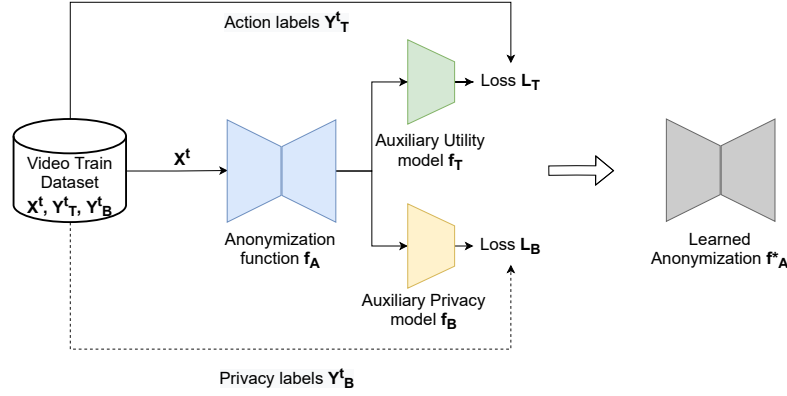 Action labels Y^t_T
Video Train
Dataset
X^t, Y^t_T, Y^t_B
X^t
Anonymization
function f_A
Auxiliary Utility
model f_T
Loss L_T
Auxiliary Privacy
model f_B
Loss L_B
Learned
Anonymization f*_A
Privacy labels Y^t_B